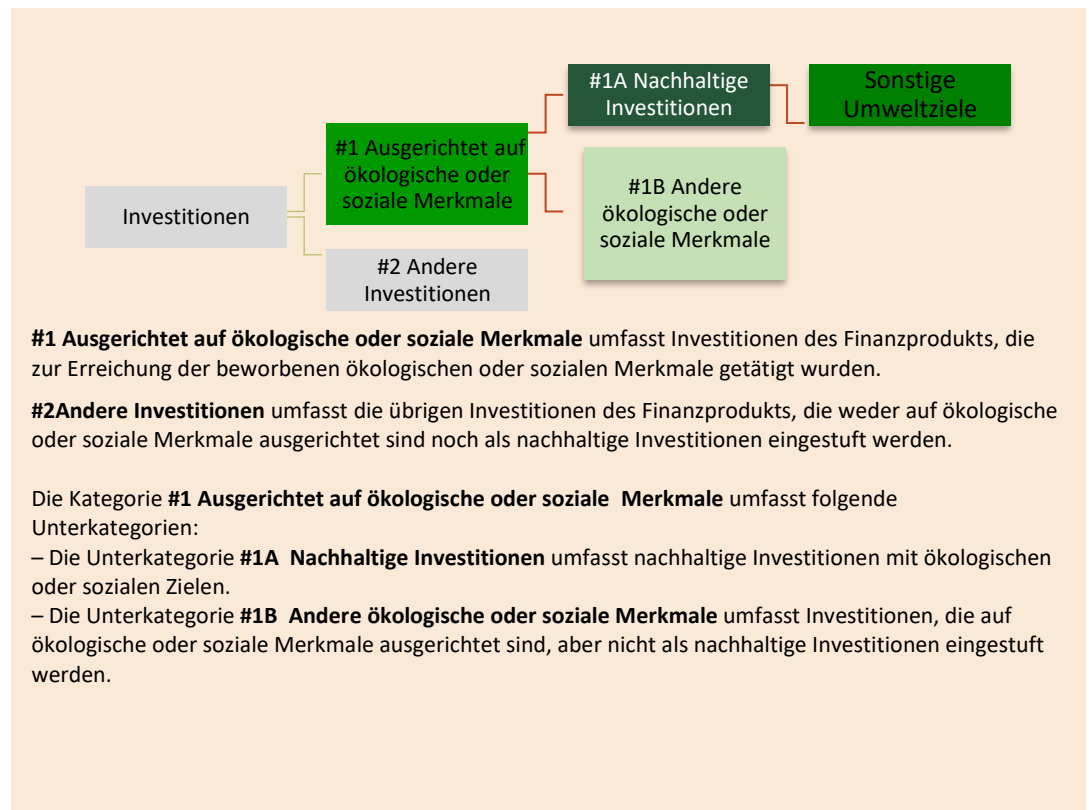 #1A Nachhaltige
Investitionen
Sonstige
Umweltziele
#1 Ausgerichtet auf
ökologische oder
soziale Merkmale
#1B Andere
ökologische oder
soziale Merkmale
Investitionen
#2 Andere
Investitionen
#1 Ausgerichtet auf ökologische oder soziale Merkmale umfasst Investitionen des Finanzprodukts, die
zur Erreichung der beworbenen ökologischen oder sozialen Merkmale getätigt wurden.
#2Andere Investitionen umfasst die übrigen Investitionen des Finanzprodukts, die weder auf ökologische
oder soziale Merkmale ausgerichtet sind noch als nachhaltige Investitionen eingestuft werden.
Die Kategorie #1 Ausgerichtet auf ökologische oder soziale Merkmale umfasst folgende
Unterkategorien:
– Die Unterkategorie #1A Nachhaltige Investitionen umfasst nachhaltige Investitionen mit ökologischen
oder sozialen Zielen.
– Die Unterkategorie #1B Andere ökologische oder soziale Merkmale umfasst Investitionen, die auf
ökologische oder soziale Merkmale ausgerichtet sind, aber nicht als nachhaltige Investitionen eingestuft
werden.